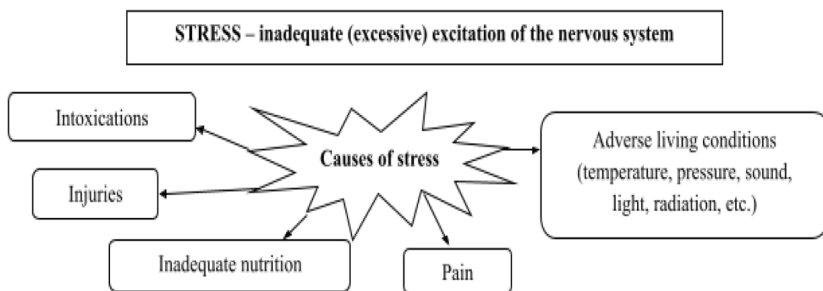 STRESS – inadequate (excessive) excitation of the nervous system
Intoxications
Causes of stress
Adverse living conditions
(temperature, pressure, sound,
light, radiation, etc.)
Injuries
Inadequate nutrition
Pain